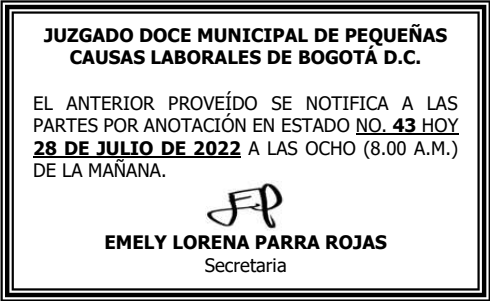 JUZGADO DOCE MUNICIPAL DE PEQUEÑAS
CAUSAS LABORALES DE BOGOTÁ D.C.
EL ANTERIOR PROVEÍDO SE NOTIFICA A LAS
PARTES POR ANOTACIÓN EN ESTADO NO. 43 HOY
28 DE JULIO DE 2022 A LAS OCHO (8.00 A.M.)
DE LA MAÑANA.
EMELY LORENA PARRA ROJAS
Secretaria